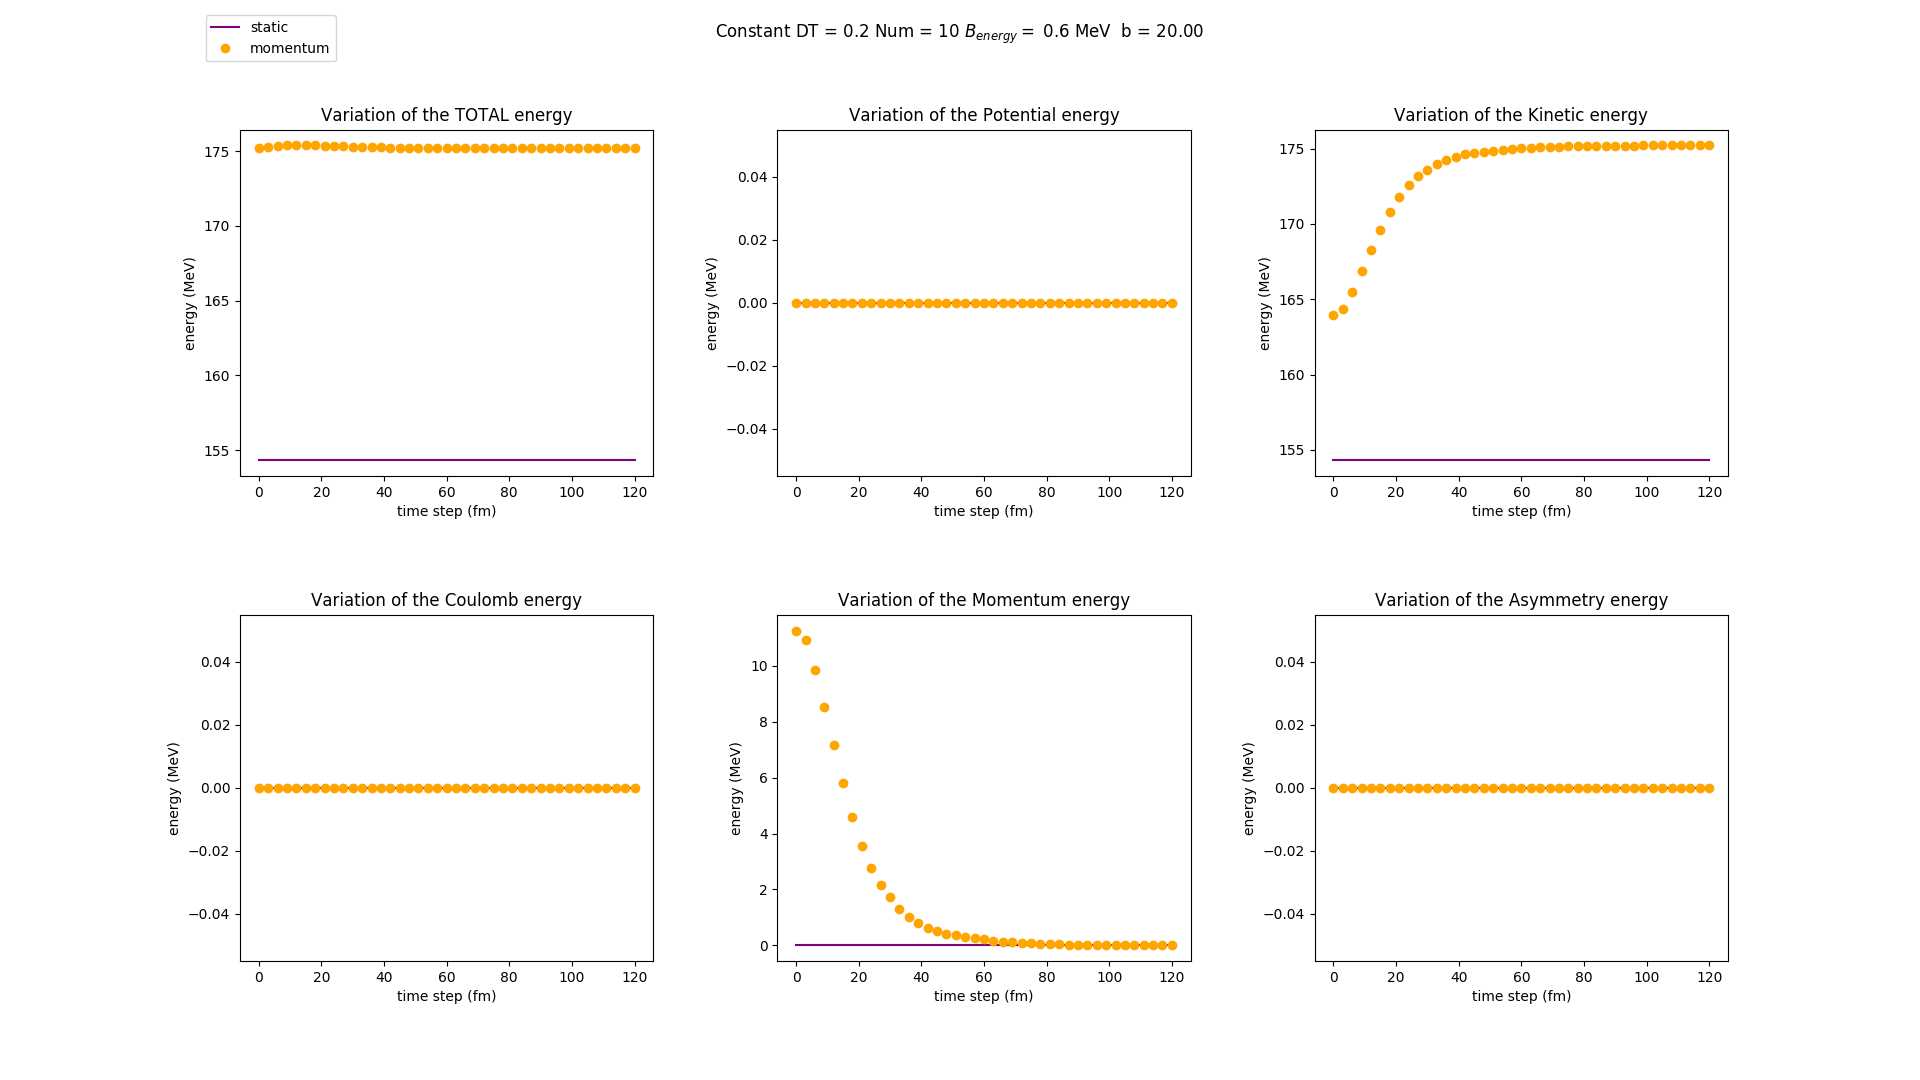 static
momentum
Constant DT = 0.2 Num = 10 B_energy = 0.6 MeV b = 20.00
Variation of the TOTAL energy
175
170
165
160
155
energy (MeV)
0 20 40 60 80 100 120
time step (fm)
Variation of the Potential energy
0.04
0.02
0.00
−0.02
−0.04
energy (MeV)
0 20 40 60 80 100 120
time step (fm)
Variation of the Kinetic energy
175
170
165
160
155
energy (MeV)
0 20 40 60 80 100 120
time step (fm)
Variation of the Coulomb energy
0.04
0.02
0.00
−0.02
−0.04
energy (MeV)
0 20 40 60 80 100 120
time step (fm)
Variation of the Momentum energy
10
8
6
4
2
0
energy (MeV)
0 20 40 60 80 100 120
time step (fm)
Variation of the Asymmetry energy
0.04
0.02
0.00
−0.02
−0.04
energy (MeV)
0 20 40 60 80 100 120
time step (fm)